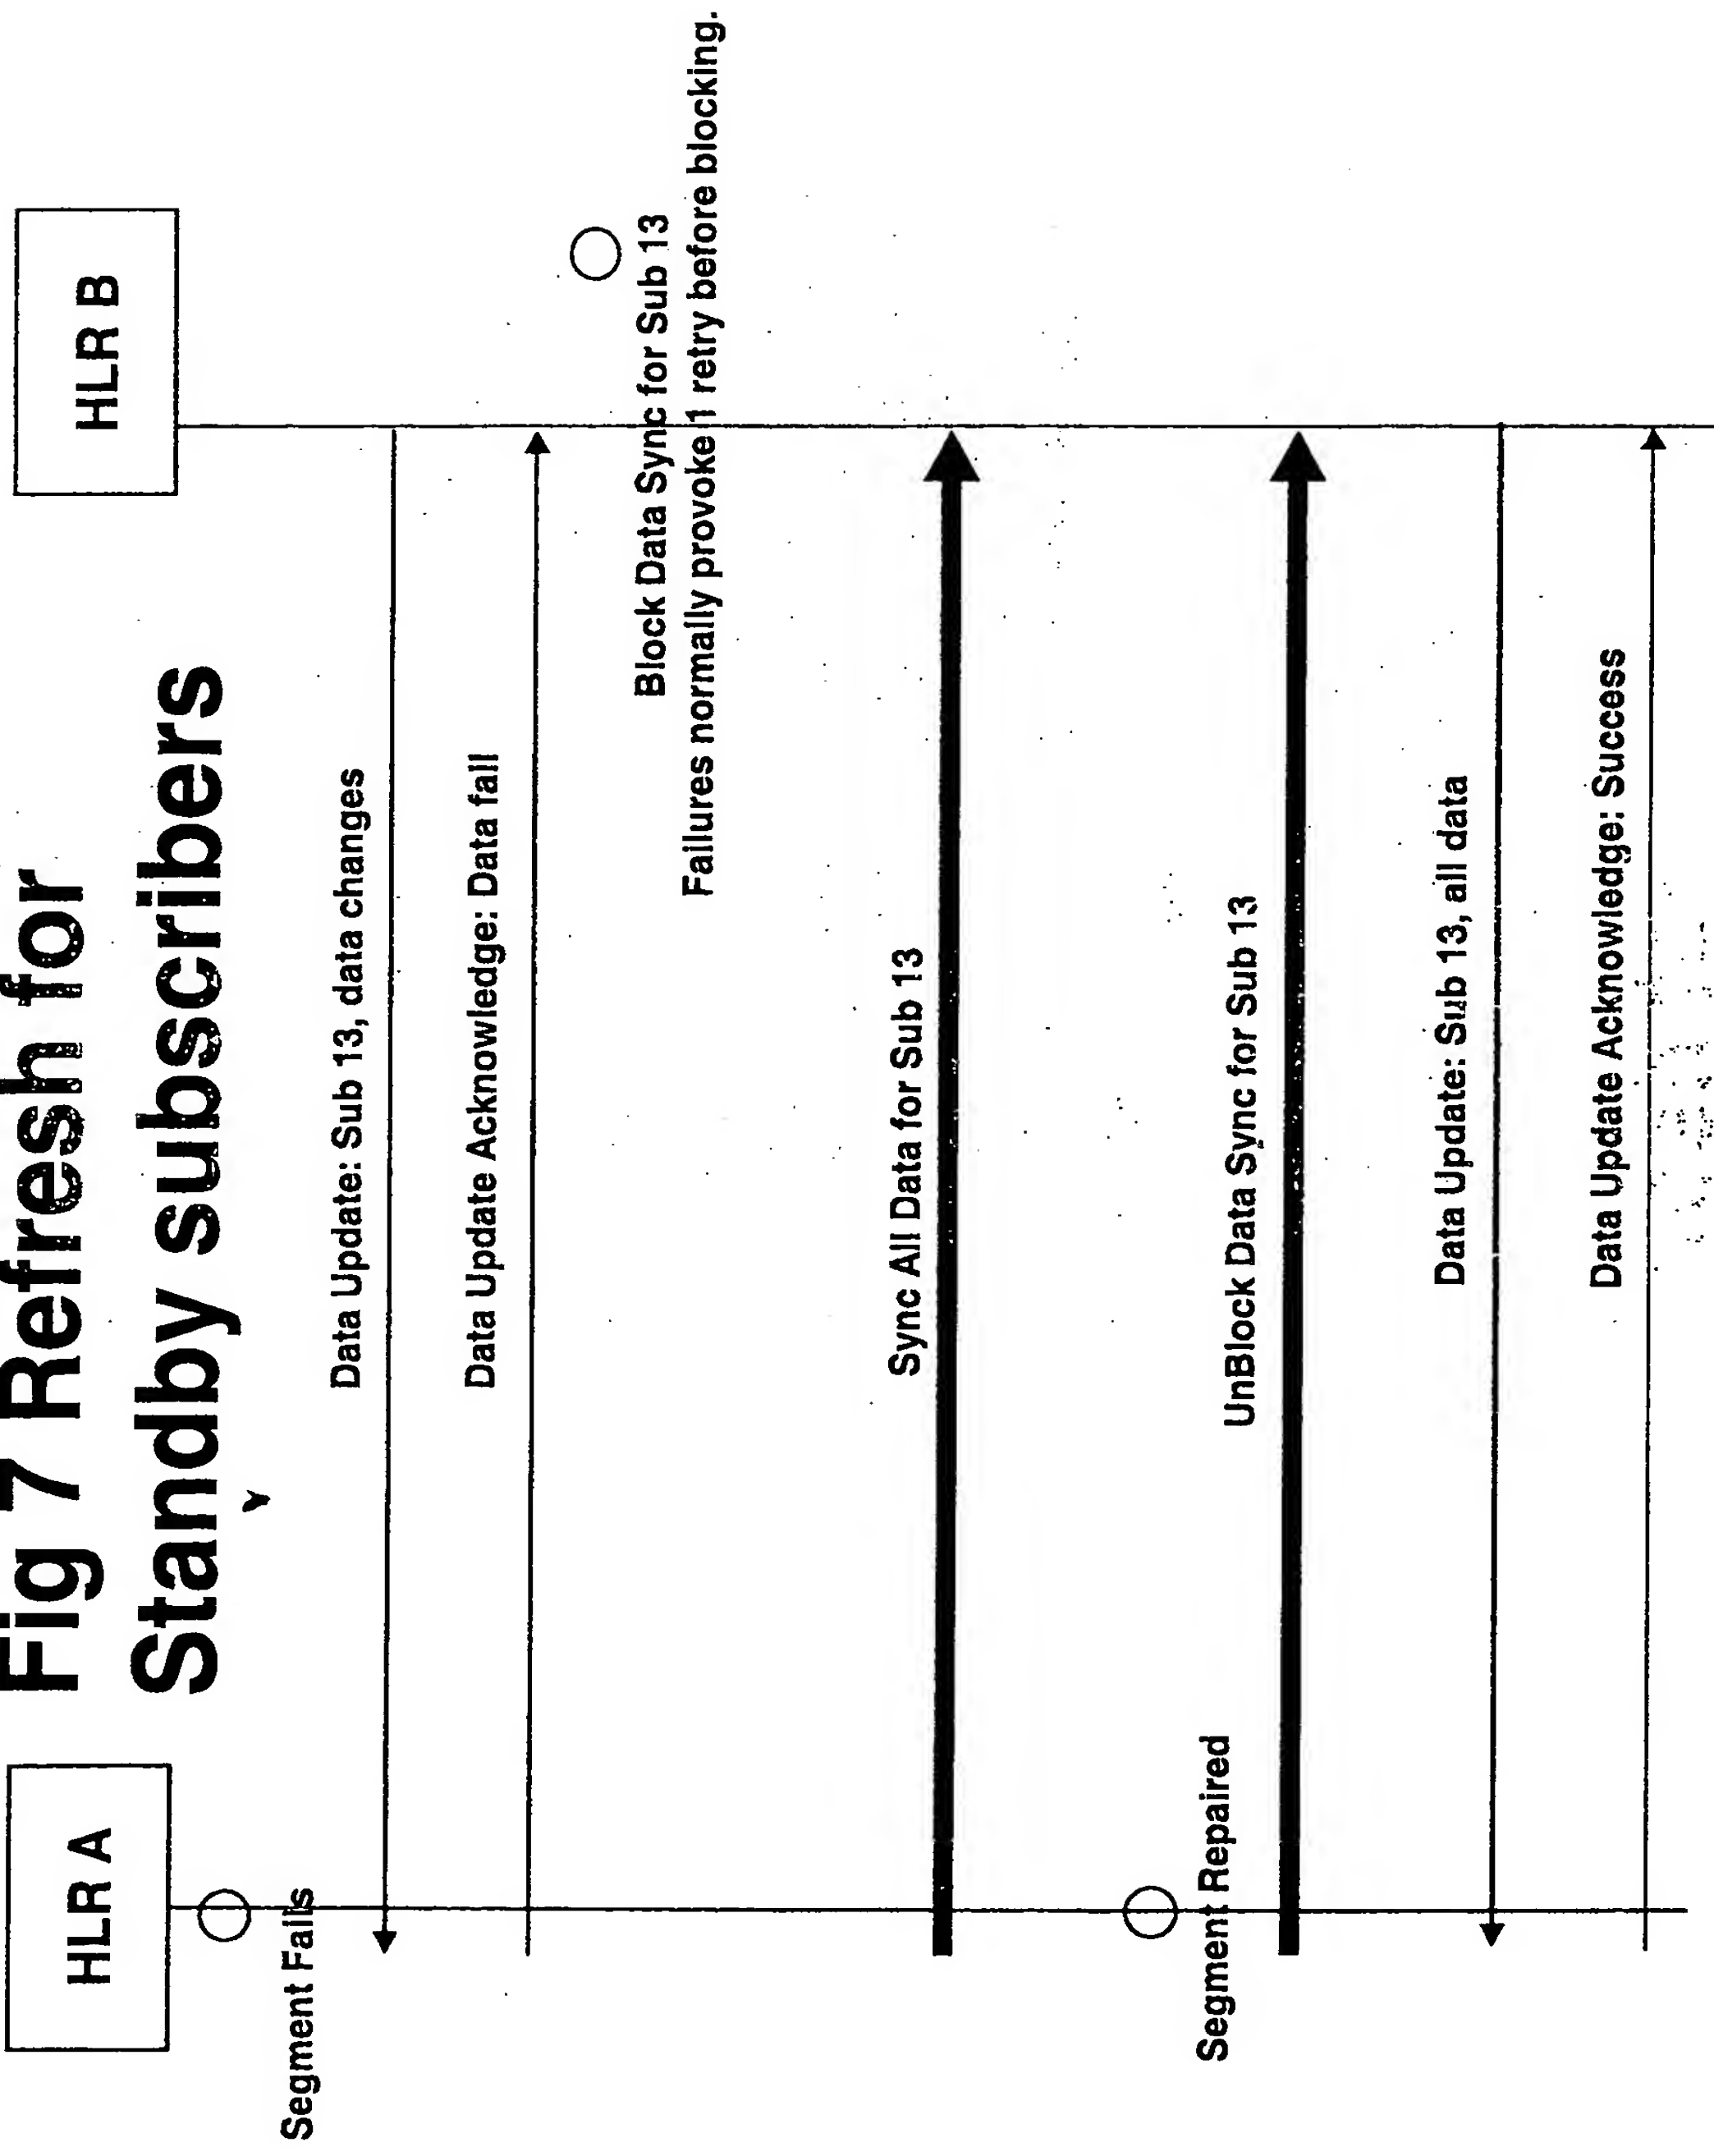 Fig 7 Refresh for
Standby subscribers
HLR A
HLR B
Segment Fails
Data Update: Sub 13, data changes
Data Update Acknowledge: Data fail
Block Data Sync for Sub 13
Failures normally provoke 1 retry before blocking.
Sync All Data for Sub 13
Segment Repaired
UnBlock Data Sync for Sub 13
Data Update: Sub 13, all data
Data Update Acknowledge: Success